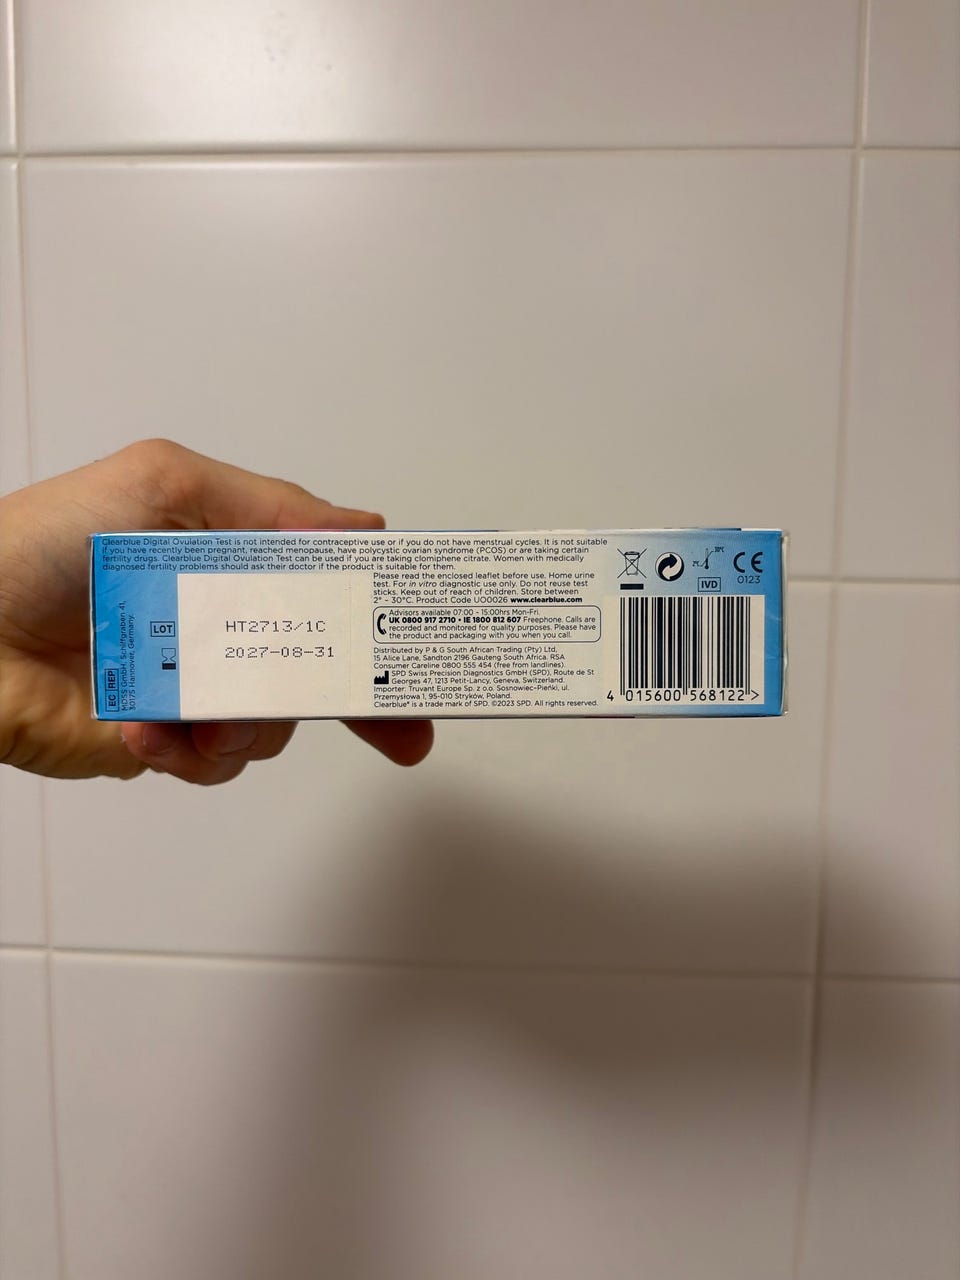 Clearblue Digital Ovulation Test is not intended for contraceptive use or if you do not have menstrual cycles. It is not suitable
if you have recently been pregnant, reached menopause, have polycystic ovarian syndrome (PCOS) or are taking certain
fertility drugs. Clearblue Digital Ovulation Test can be used if you are taking clomiphene citrate. Women with medically
diagnosed fertility problems should ask their doctor if the product is suitable for them.
EC REP
MDSS GmbH, Schiffgraben 41,
30175 Hannover, Germany.
LOT
HT2713/1C
2027-08-31
Please read the enclosed leaflet before use. Home urine
test. For in vitro diagnostic use only. Do not reuse test
sticks. Keep out of reach of children. Store between
2° - 30°C. Product Code UO0026 www.clearblue.com
Advisors available 07:00 - 15:00hrs Mon-Fri.
UK 0800 917 2710 • IE 1800 812 607 Freephone. Calls are
recorded and monitored for quality purposes. Please have
the product and packaging with you when you call.
Distributed by P & G South African Trading (Pty) Ltd,
15 Alice Lane, Sandton 2196 Gauteng South Africa. RSA
Consumer Careline 0800 555 454 (free from landlines).
SPD Swiss Precision Diagnostics GmbH (SPD), Route de St
Georges 47, 1213 Petit-Lancy, Geneva, Switzerland.
Importer: Truvant Europe Sp. z o.o. Sosnowiec-Pieńki, ul.
Przemysłowa 1, 95-010 Stryków, Poland.
Clearblue® is a trade mark of SPD. ©2023 SPD. All rights reserved.
2°C 30°C
IVD
CE
0123
4 015600 568122 >